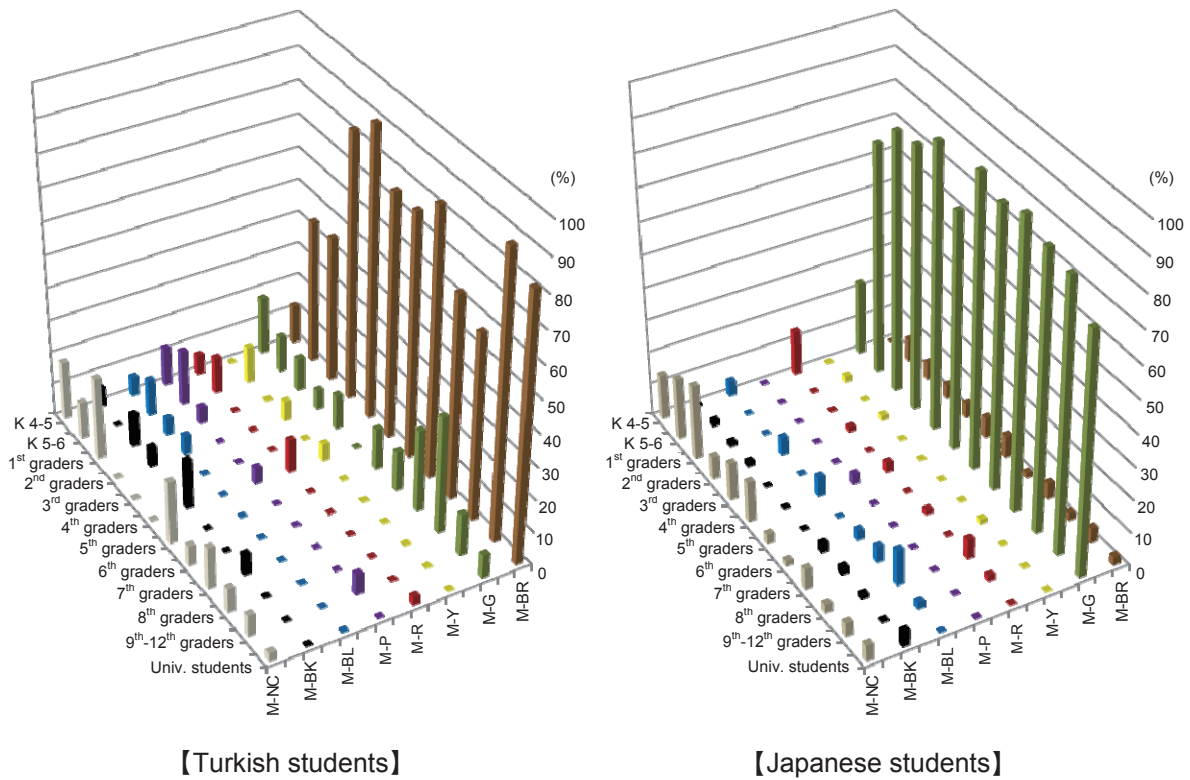 (%)
100
90
80
70
60
50
40
30
20
10
0
K 4-5
K 5-6
1st graders
2nd graders
3rd graders
4th graders
5th graders
6th graders
7th graders
8th graders
9th-12th graders
Univ. students
M-NC
M-BK
M-BL
M-P
M-R
M-Y
M-G
M-BR
【Turkish students】
(%)
100
90
80
70
60
50
40
30
20
10
0
K 4-5
K 5-6
1st graders
2nd graders
3rd graders
4th graders
5th graders
6th graders
7th graders
8th graders
9th-12th graders
Univ. students
M-NC
M-BK
M-BL
M-P
M-R
M-Y
M-G
M-BR
【Japanese students】